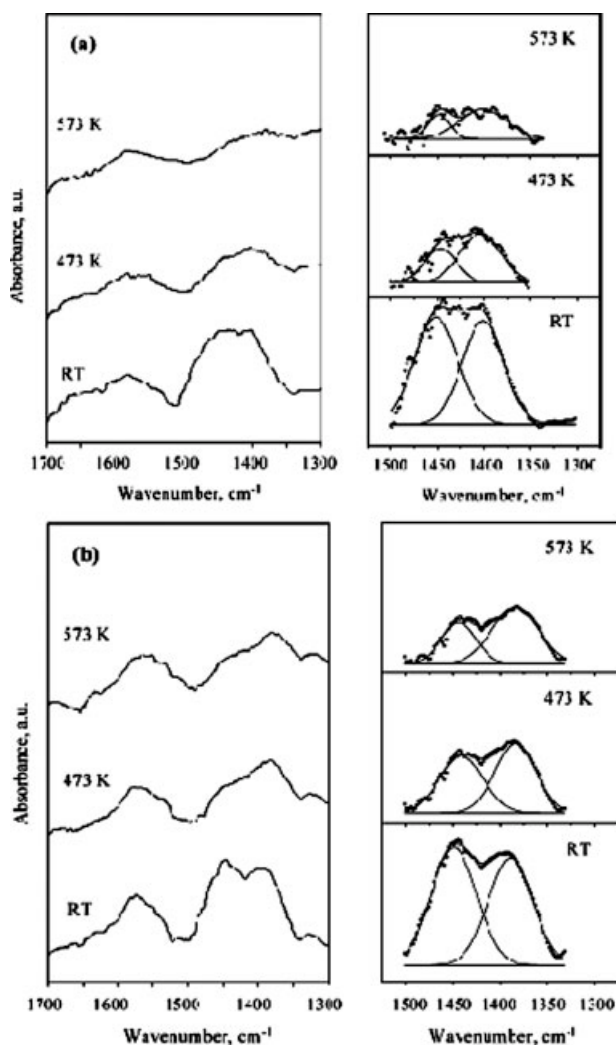 (a)
573 K
473 K
RT
Absorbance, a.u.
1700 1600 1500 1400 1300
Wavenumber, cm-1
573 K
473 K
RT
1500 1450 1400 1350 1300
Wavenumber, cm-1
(b)
573 K
473 K
RT
Absorbance, a.u.
1700 1600 1500 1400 1300
Wavenumber, cm-1
573 K
473 K
RT
1500 1450 1400 1350 1300
Wavenumber, cm-1